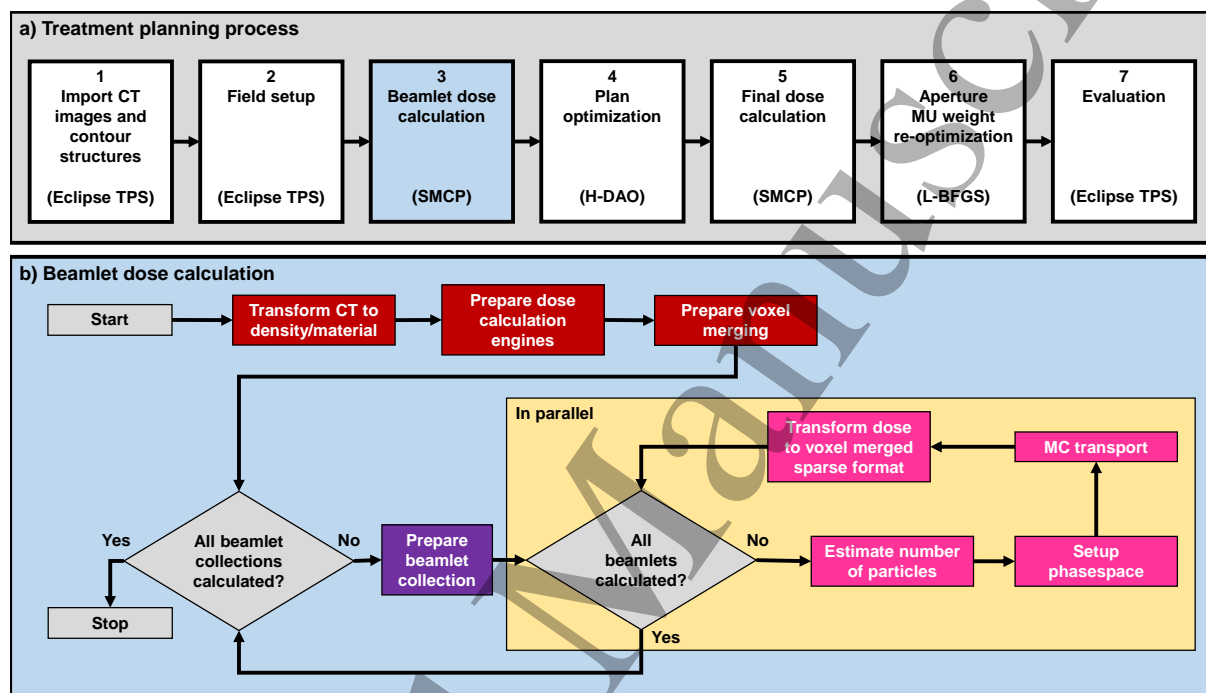 a) Treatment planning process
1
Import CT
images and
contour
structures
(Eclipse TPS)
2
Field setup
(Eclipse TPS)
3
Beamlet dose
calculation
(SMCP)
4
Plan
optimization
(H-DAO)
5
Final dose
calculation
(SMCP)
6
Aperture
MU weight
re-optimization
(L-BFGS)
7
Evaluation
(Eclipse TPS)
b) Beamlet dose calculation
Start
Transform CT to
density/material
Prepare dose
calculation
engines
Prepare voxel
merging
In parallel
Transform dose
to voxel merged
sparse format
MC transport
Yes
All beamlet
collections
calculated?
No
Prepare
beamlet
collection
All
beamlets
calculated?
No
Estimate number
of particles
Setup
phasespace
Stop
Yes
Manuscri